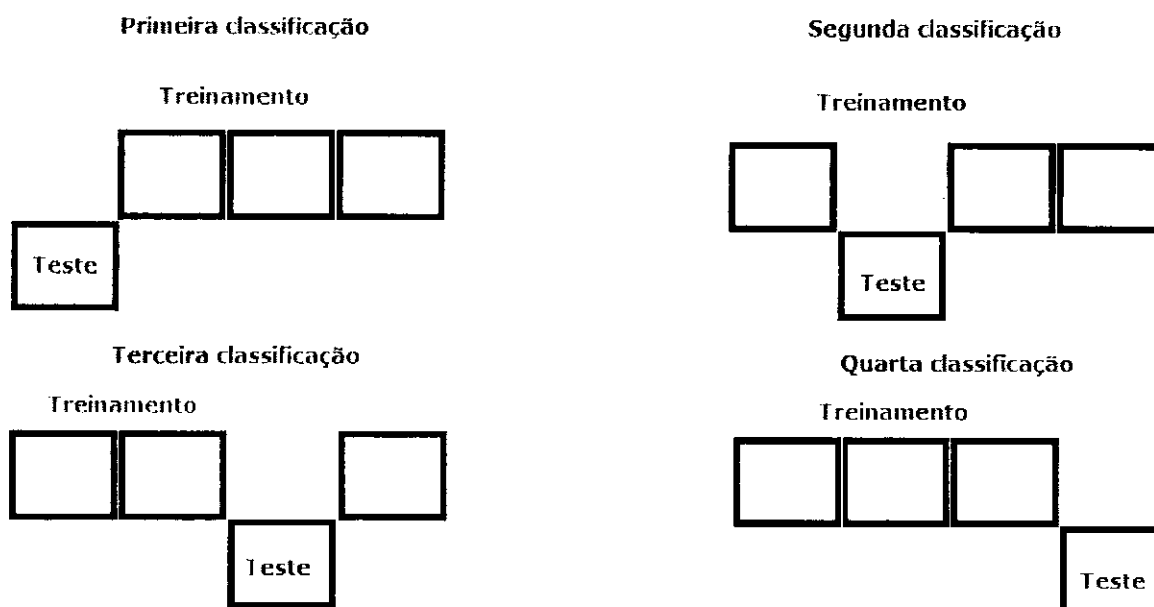 Primeira classificação
Segunda classificação
Treinamento
Treinamento
Teste
Teste
Terceira classificação
Quarta classificação
Treinamento
Treinamento
Teste
Teste